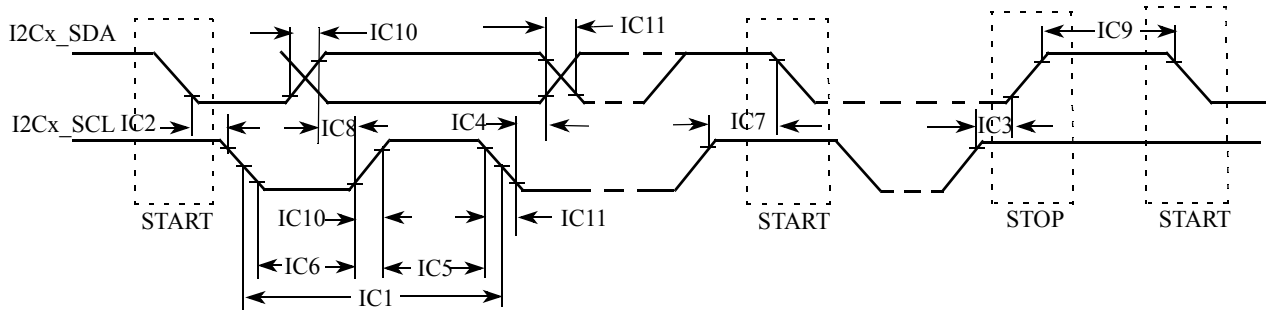 I2Cx_SDA IC10 IC11 IC9
I2Cx_SCL IC2 IC8 IC4 IC7 IC3
START IC10 IC11 START STOP START
IC6 IC5
IC1